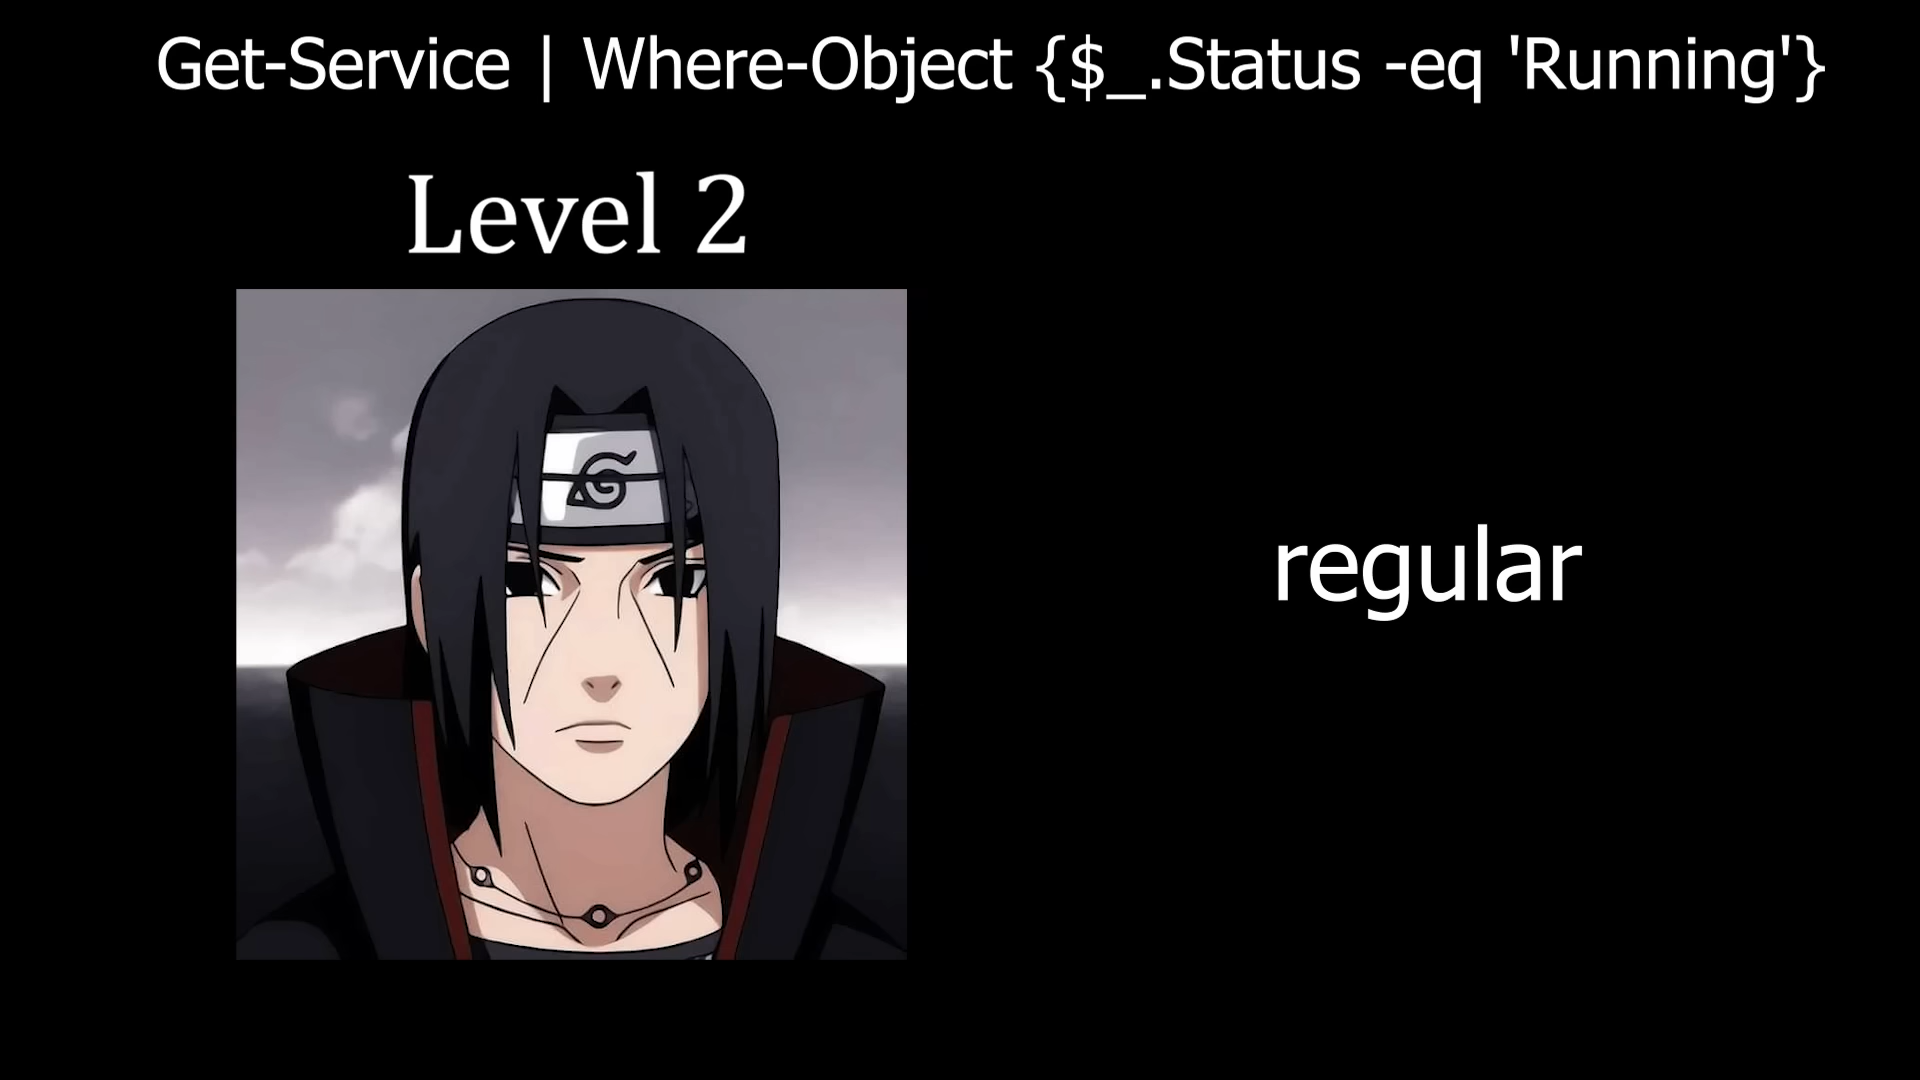 Get-Service | Where-Object {$_.Status -eq 'Running'}
Level 2
regular